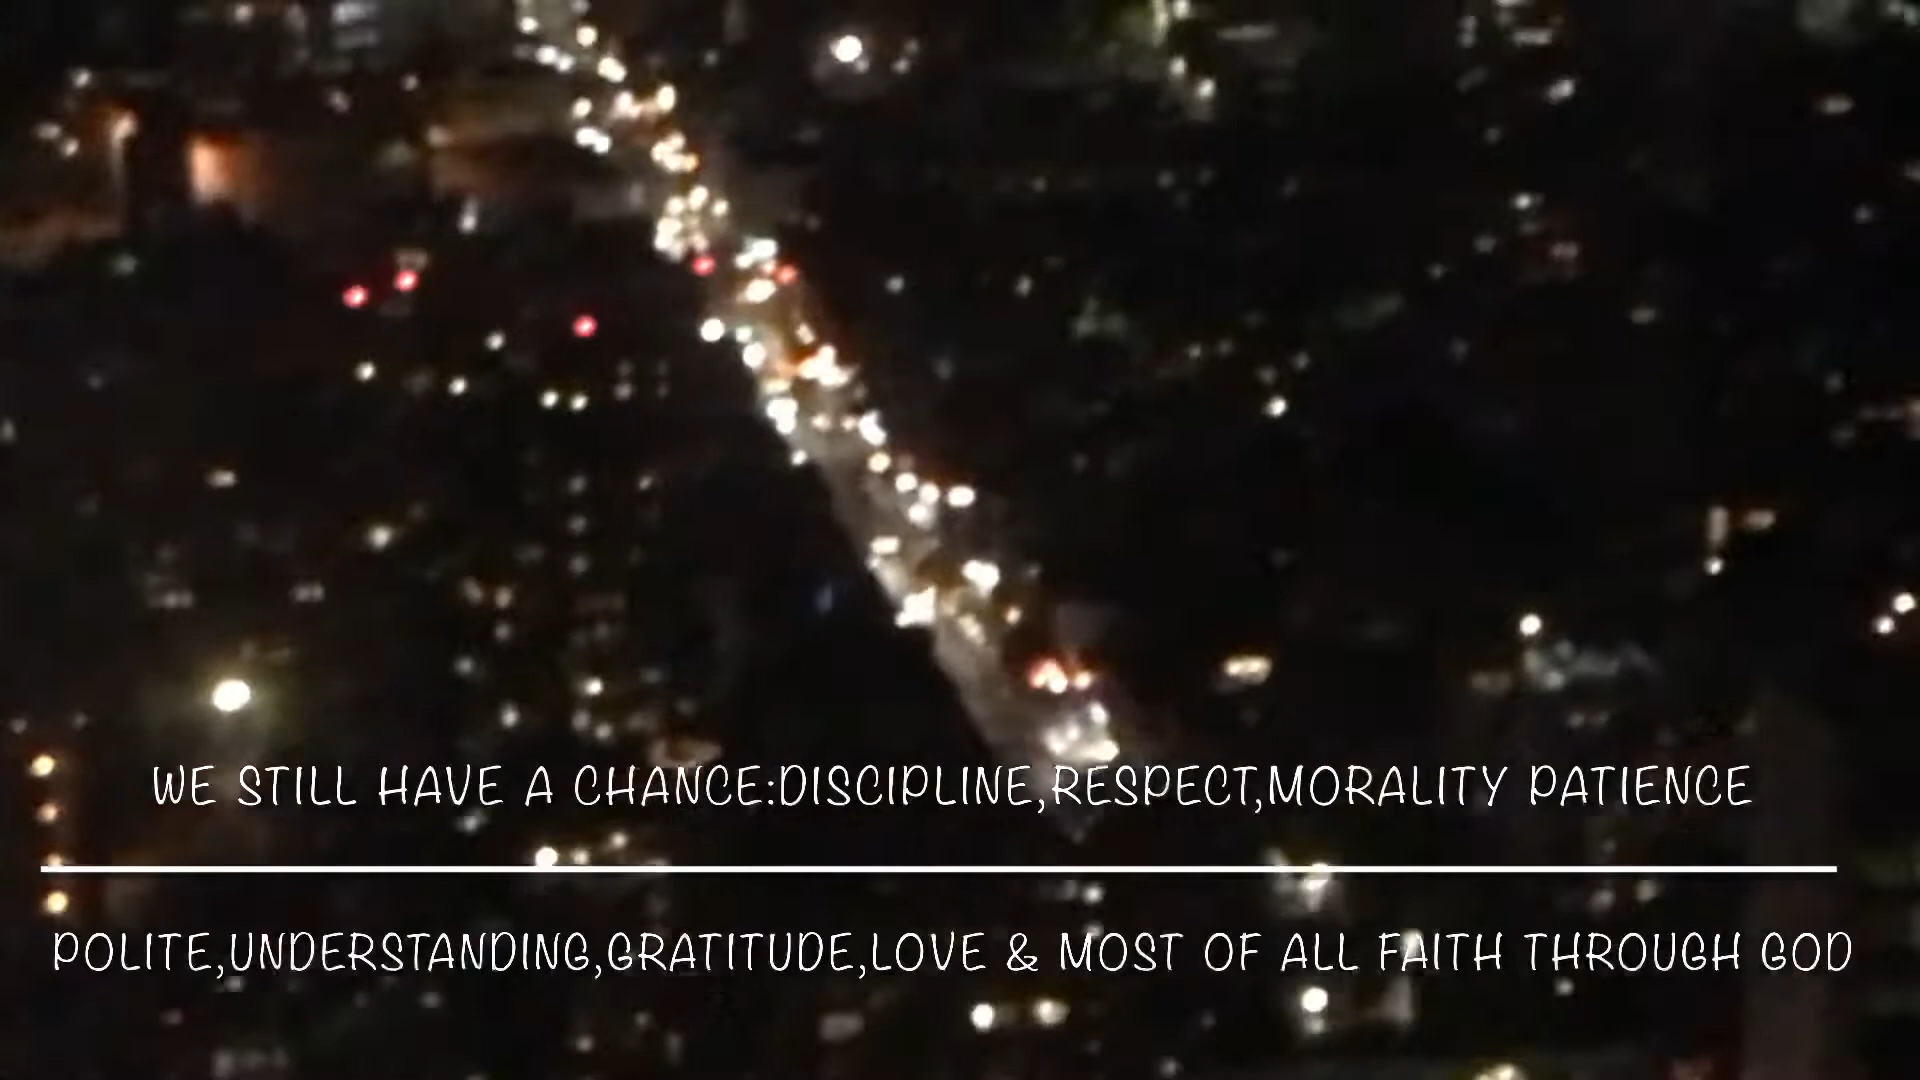 WE STILL HAVE A CHANCE:DISCIPLINE,RESPECT,MORALITY PATIENCE
POLITE,UNDERSTANDING,GRATITUDE,LOVE & MOST OF ALL FAITH THROUGH GOD